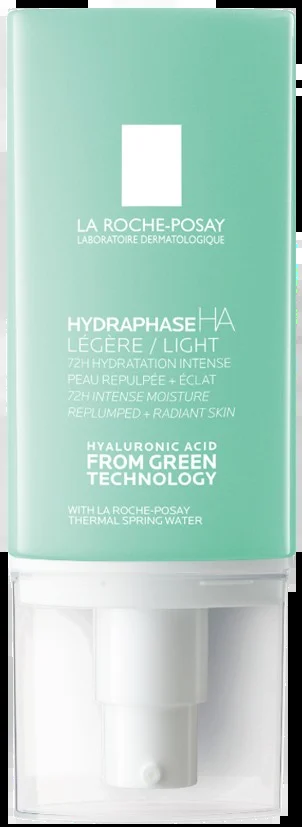 LA ROCHE-POSAY
LABORATOIRE DERMATOLOGIQUE
HYDRAPHASE HA
LÉGÈRE / LIGHT
72H HYDRATATION INTENSE
PEAU REPULPÉE + ÉCLAT
72H INTENSE MOISTURE
REPLUMPED + RADIANT SKIN
HYALURONIC ACID
FROM GREEN
TECHNOLOGY
WITH LA ROCHE-POSAY
THERMAL SPRING WATER